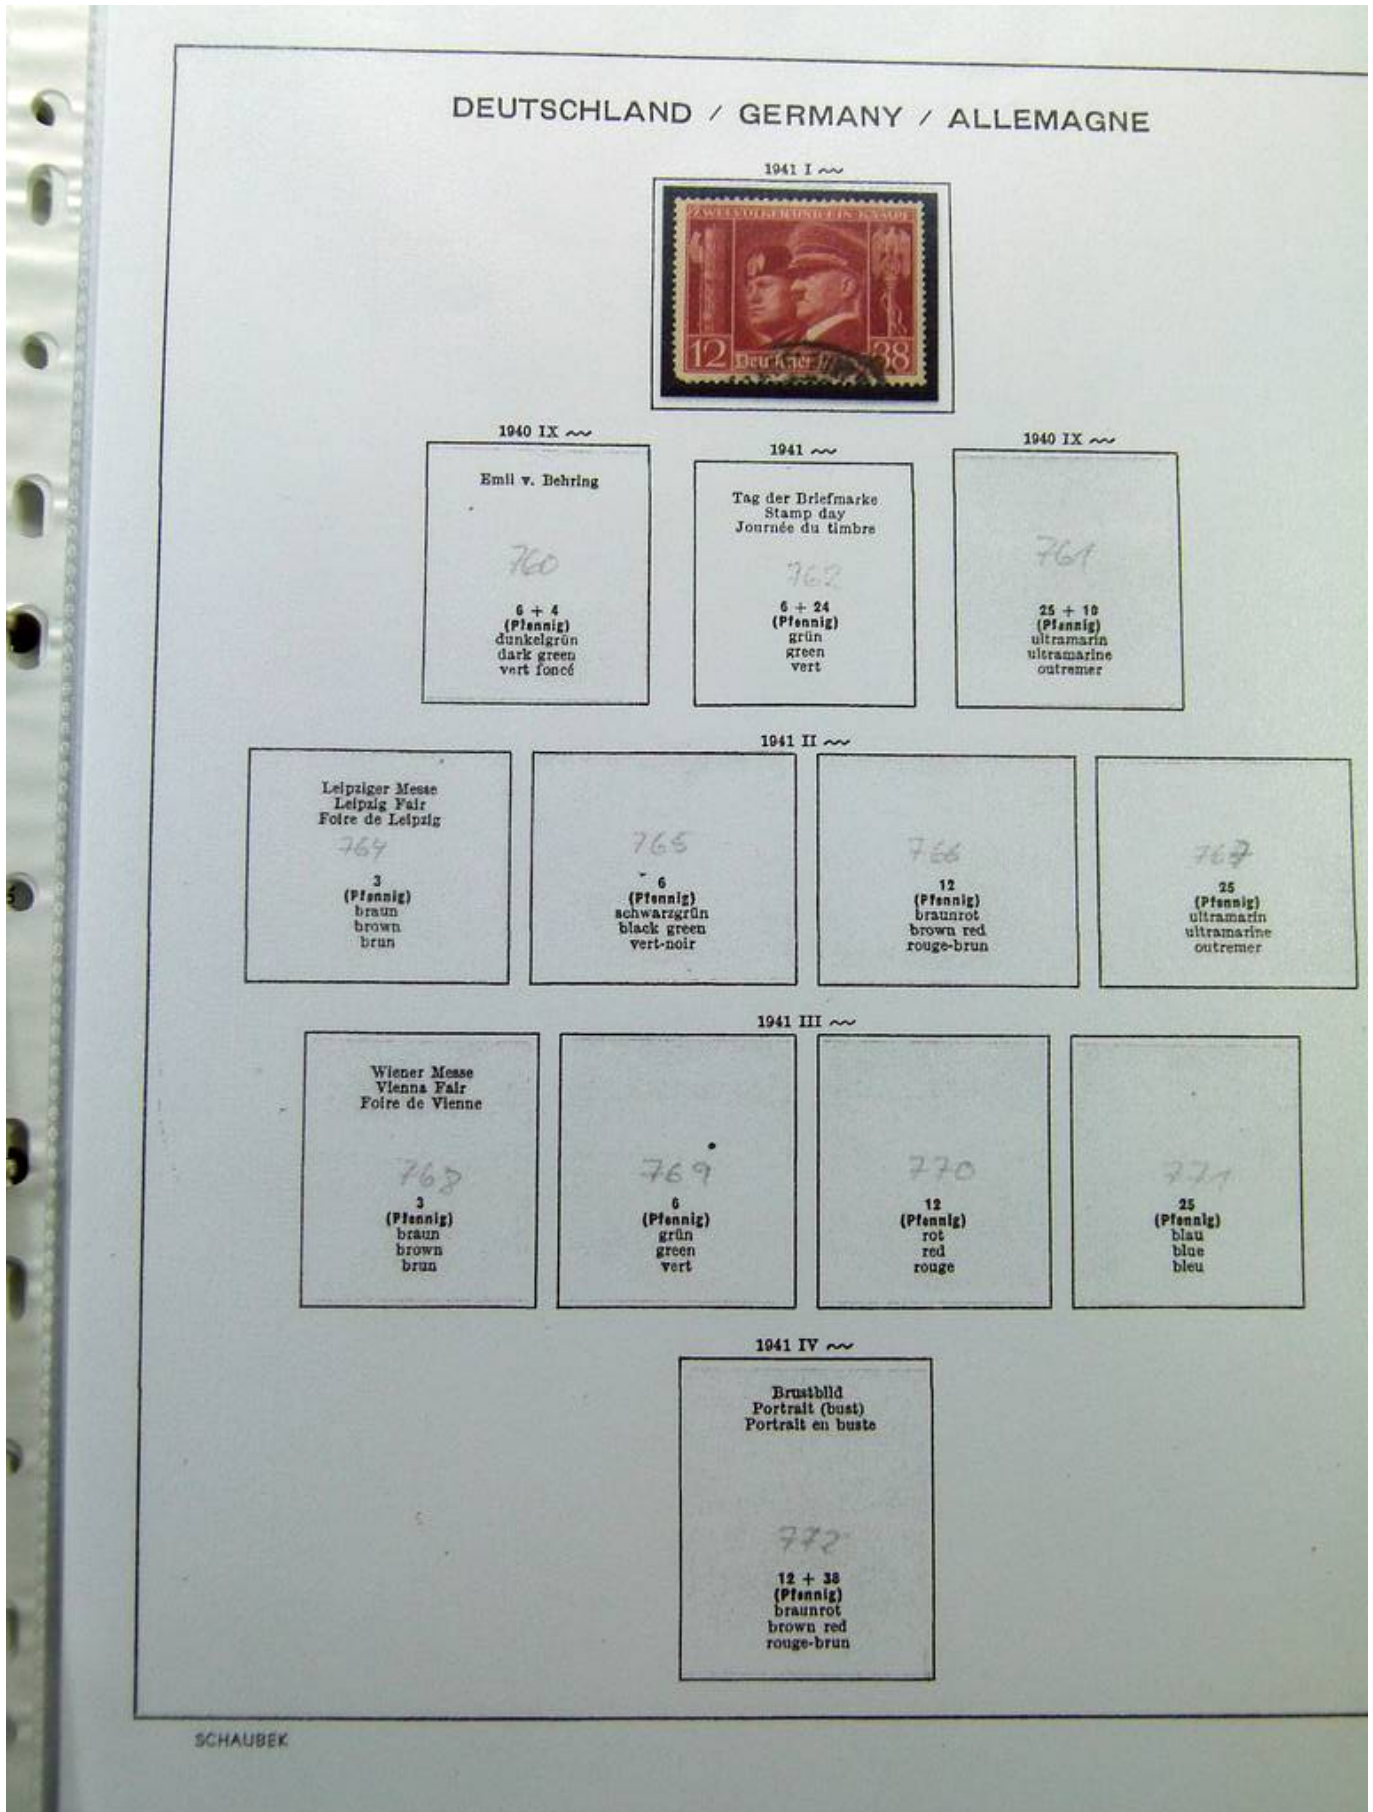 DEUTSCHLAND / GERMANY / ALLEMAGNE
1941 I
ZWEI VÖLKER UND EIN KAMPF
12
38
1940 IX
Emil v. Behring
760
6 + 4
(Pfennig)
dunkelgrün
dark green
vert foncé
1941
Tag der Briefmarke
Stamp day
Journée du timbre
762
6 + 24
(Pfennig)
grün
green
vert
1940 IX
761
25 + 10
(Pfennig)
ultramarin
ultramarine
outremer
1941 II
Leipziger Messe
Leipzig Fair
Foire de Leipzig
764
3
(Pfennig)
braun
brown
brun
765
6
(Pfennig)
schwarzgrün
black green
vert-noir
766
12
(Pfennig)
braunrot
brown red
rouge-brun
767
25
(Pfennig)
ultramarin
ultramarine
outremer
1941 III
Wiener Messe
Vienna Fair
Foire de Vienne
768
3
(Pfennig)
braun
brown
brun
769
6
(Pfennig)
grün
green
vert
770
12
(Pfennig)
rot
red
rouge
771
25
(Pfennig)
blau
blue
bleu
1941 IV
Brustbild
Portrait (bust)
Portrait en buste
772
12 + 38
(Pfennig)
braunrot
brown red
rouge-brun
SCHAUBEK